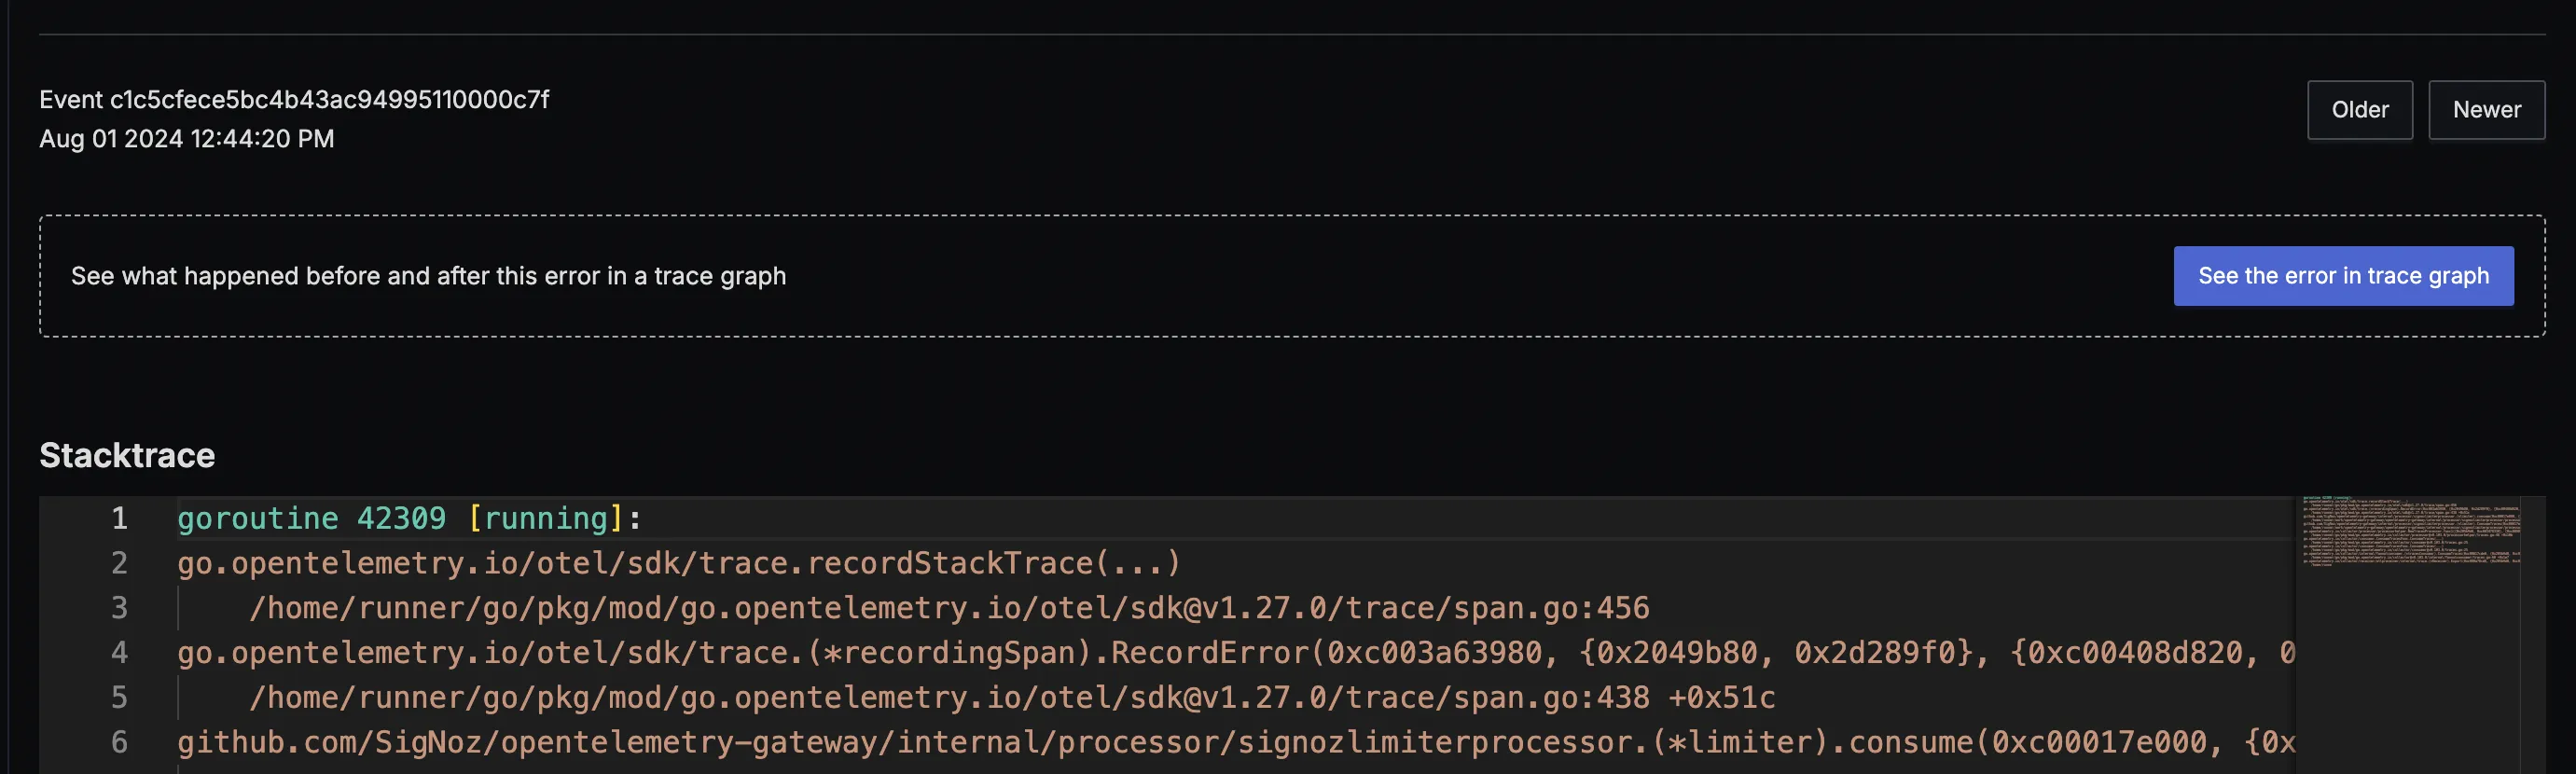 Event c1c5cfece5bc4b43ac94995110000c7f
Aug 01 2024 12:44:20 PM
Older
Newer
See what happened before and after this error in a trace graph
See the error in trace graph
Stacktrace
1 goroutine 42309 [running]:
2 go.opentelemetry.io/otel/sdk/trace.recordStackTrace(...)
3 /home/runner/go/pkg/mod/go.opentelemetry.io/otel/sdk@v1.27.0/trace/span.go:456
4 go.opentelemetry.io/otel/sdk/trace.(*recordingSpan).RecordError(0xc003a63980, {0x2049b80, 0x2d289f0}, {0xc00408d820, 0
5 /home/runner/go/pkg/mod/go.opentelemetry.io/otel/sdk@v1.27.0/trace/span.go:438 +0x51c
6 github.com/SigNoz/opentelemetry-gateway/internal/processor/signozlimiterprocessor.(*limiter).consume(0xc00017e000, {0x